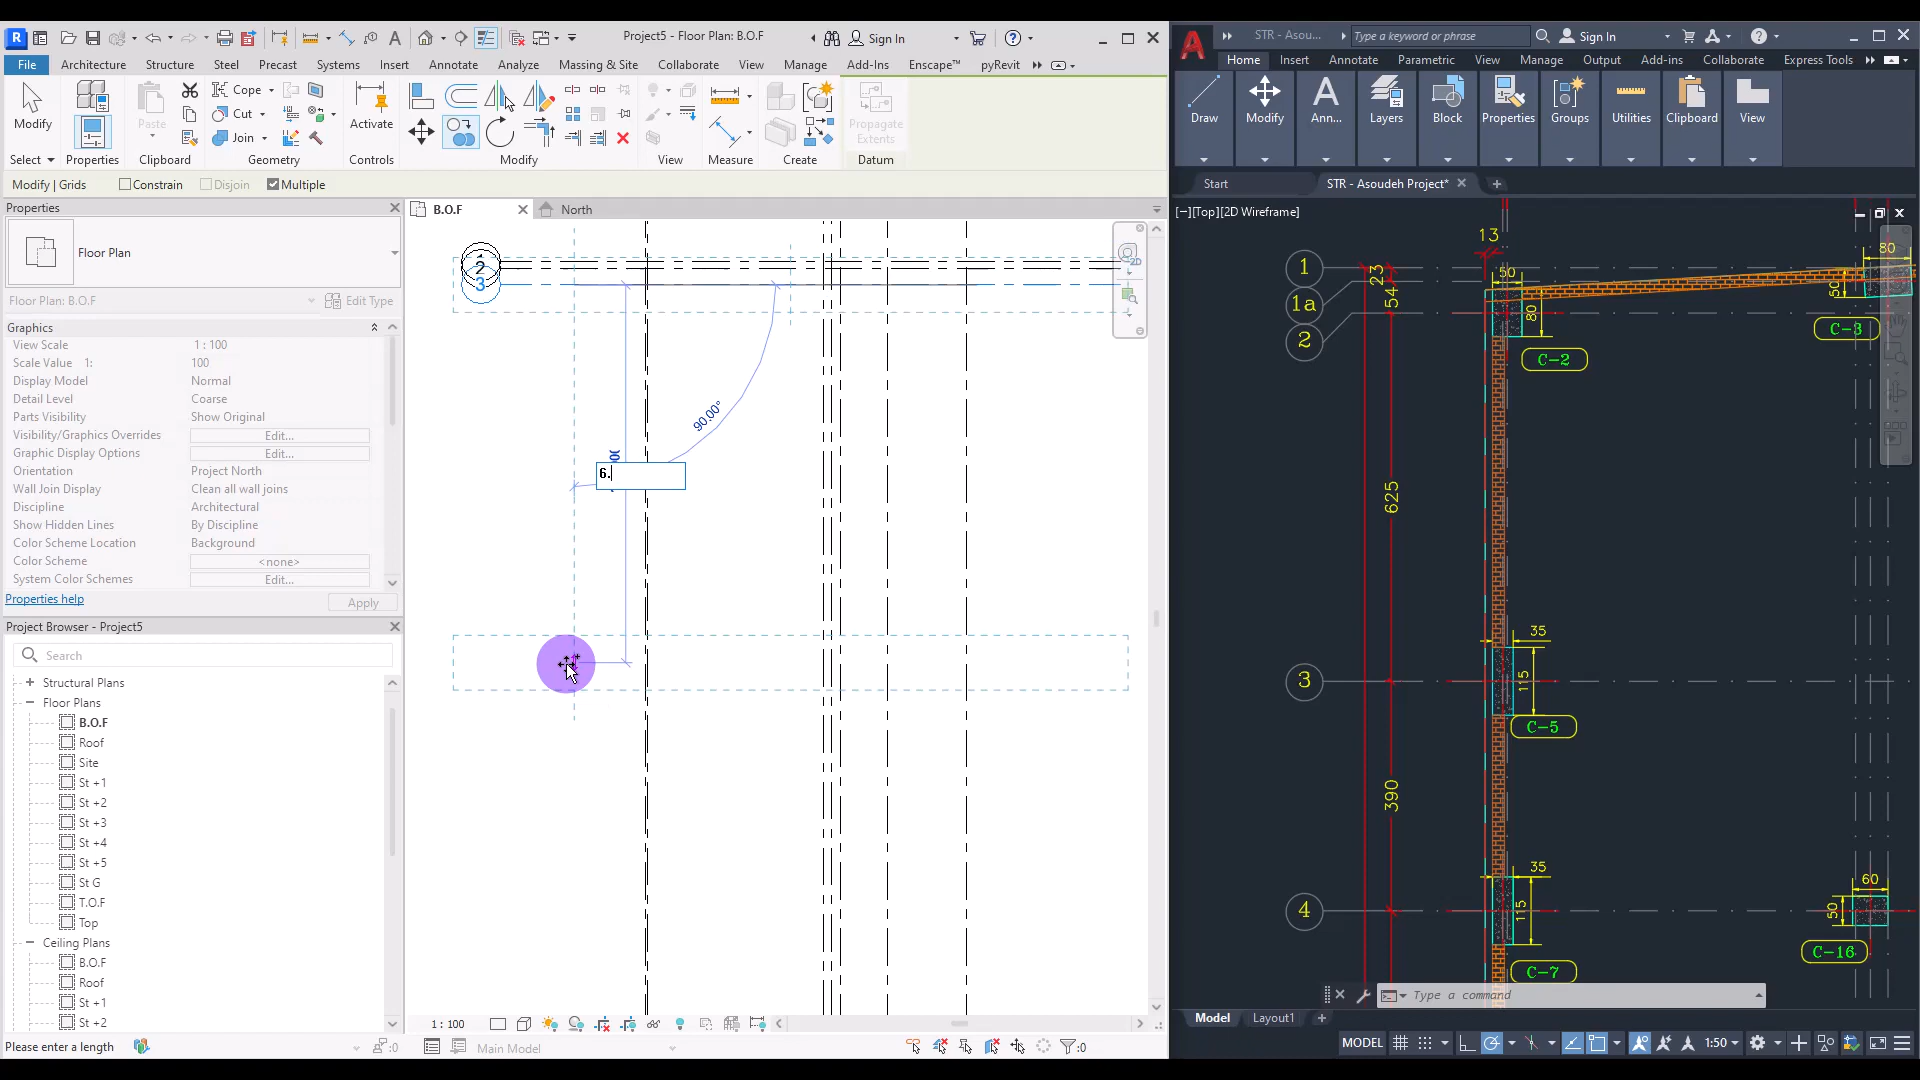 Project5 - Floor Plan: B.O.F
Sign In
File
Architecture
Structure
Steel
Precast
Systems
Insert
Annotate
Analyze
Massing & Site
Collaborate
View
Manage
Add-Ins
Enscape™
pyRevit
Modify
Paste
Cope
Cut
Join
Activate
Propagate
Extents
Select
Properties
Clipboard
Geometry
Controls
Modify
View
Measure
Create
Datum
Modify | Grids
Constrain
Disjoin
Multiple
Properties
Floor Plan
Floor Plan: B.O.F
Edit Type
Graphics
View Scale 1 : 100
Scale Value 1: 100
Display Model Normal
Detail Level Coarse
Parts Visibility Show Original
Visibility/Graphics Overrides Edit...
Graphic Display Options Edit...
Orientation Project North
Wall Join Display Clean all wall joins
Discipline Architectural
Show Hidden Lines By Discipline
Color Scheme Location Background
Color Scheme <none>
System Color Schemes Edit...
Properties help
Apply
Project Browser - Project5
Search
Structural Plans
Floor Plans
B.O.F
Roof
Site
St +1
St +2
St +3
St +4
St +5
St G
T.O.F
Top
Ceiling Plans
B.O.F
Roof
St +1
St +2
Please enter a length
B.O.F
North
2
3
90.00°
6.
2D
1 : 100
:0
Main Model
:0
STR - Asou...
Type a keyword or phrase
Sign In
Home
Insert
Annotate
Parametric
View
Manage
Output
Add-ins
Collaborate
Express Tools
Draw
Modify
Ann...
Layers
Block
Properties
Groups
Utilities
Clipboard
View
Start
STR - Asoudeh Project*
[−][Top][2D Wireframe]
13
80
1
23
50
50
1a
54
80
C-3
2
C-2
625
35
3
115
C-5
390
35
60
4
115
50
C-16
C-7
Type a command
Model
Layout1
MODEL
1:50